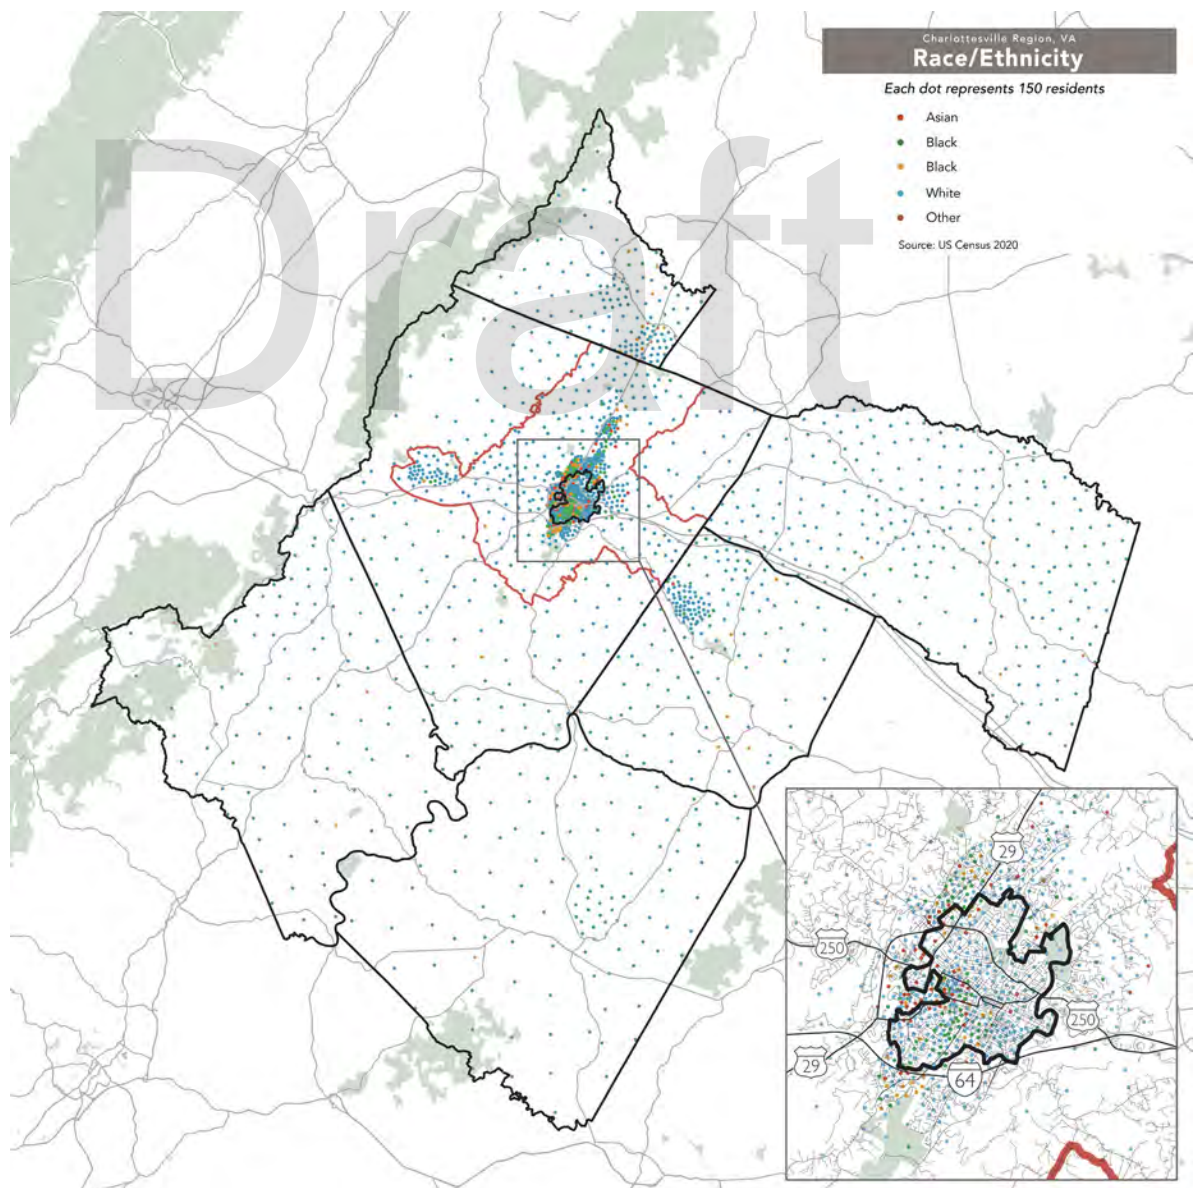 Charlottesville Region, VA
Race/Ethnicity
Each dot represents 150 residents
Asian
Black
Black
White
Other
Source: US Census 2020
Draft
29
250
250
29
64